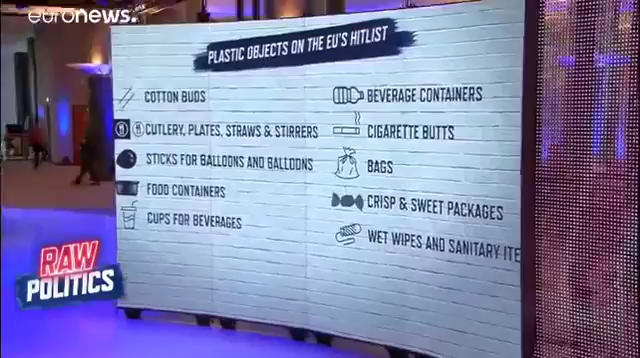 euronews.
PLASTIC OBJECTS ON THE EU'S HITLIST
COTTON BUDS
CUTLERY, PLATES, STRAWS & STIRRERS
STICKS FOR BALLOONS AND BALLOONS
FOOD CONTAINERS
CUPS FOR BEVERAGES
BEVERAGE CONTAINERS
CIGARETTE BUTTS
BAGS
CRISP & SWEET PACKAGES
WET WIPES AND SANITARY ITE
RAW
POLITICS